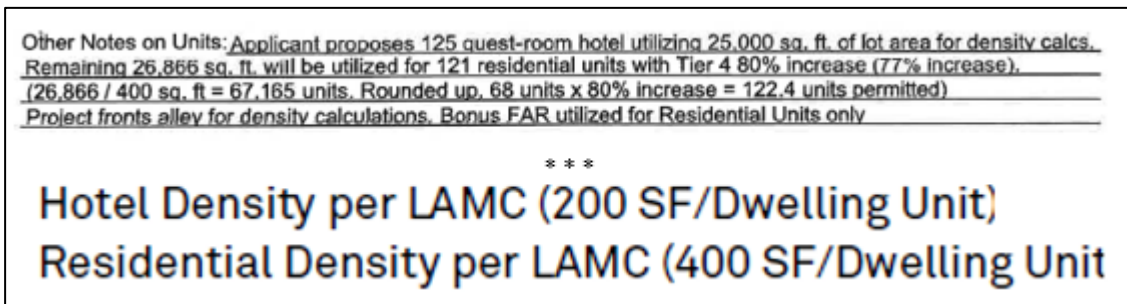 Other Notes on Units: Applicant proposes 125 guest-room hotel utilizing 25,000 sq. ft. of lot area for density calcs.
Remaining 26,866 sq. ft. will be utilized for 121 residential units with Tier 4 80% increase (77% increase).
(26,866 / 400 sq. ft = 67.165 units. Rounded up, 68 units x 80% increase = 122.4 units permitted)
Project fronts alley for density calculations. Bonus FAR utilized for Residential Units only
* * *
Hotel Density per LAMC (200 SF/Dwelling Unit)
Residential Density per LAMC (400 SF/Dwelling Unit